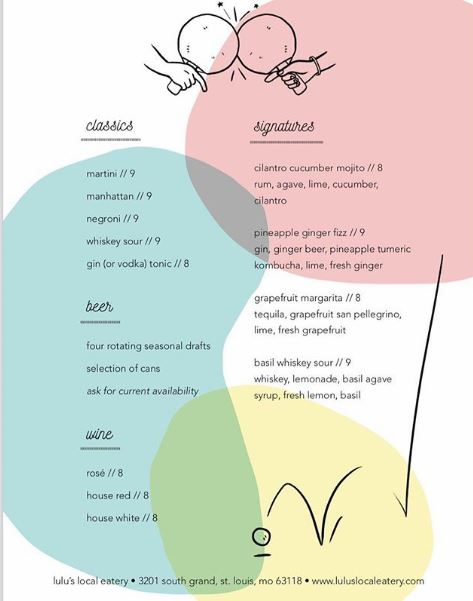 classics
martini // 9
manhattan // 9
negroni // 9
whiskey sour // 9
gin (or vodka) tonic // 8
beer
four rotating seasonal drafts
selection of cans
ask for current availability
wine
rosé // 8
house red // 8
house white // 8
signatures
cilantro cucumber mojito // 8
rum, agave, lime, cucumber,
cilantro
pineapple ginger fizz // 9
gin, ginger beer, pineapple tumeric
kombucha, lime, fresh ginger
grapefruit margarita // 8
tequila, grapefruit san pellegrino,
lime, fresh grapefruit
basil whiskey sour // 9
whiskey, lemonade, basil agave
syrup, fresh lemon, basil
lulu's local eatery • 3201 south grand, st. louis, mo 63118 • www.luluslocaleatery.com